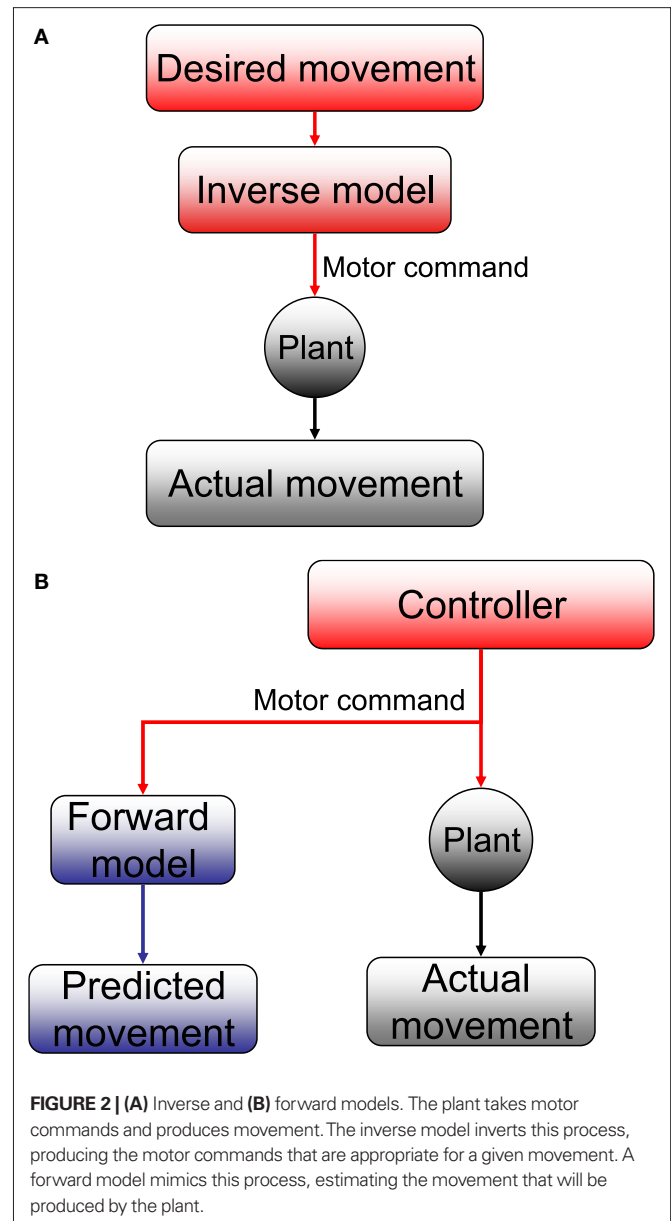 A
Desired movement
Inverse model
Motor command
Plant
Actual movement
B
Controller
Motor command
Forward
model
Plant
Predicted
movement
Actual
movement
FIGURE 2 | (A) Inverse and (B) forward models. The plant takes motor
commands and produces movement. The inverse model inverts this process,
producing the motor commands that are appropriate for a given movement. A
forward model mimics this process, estimating the movement that will be
produced by the plant.